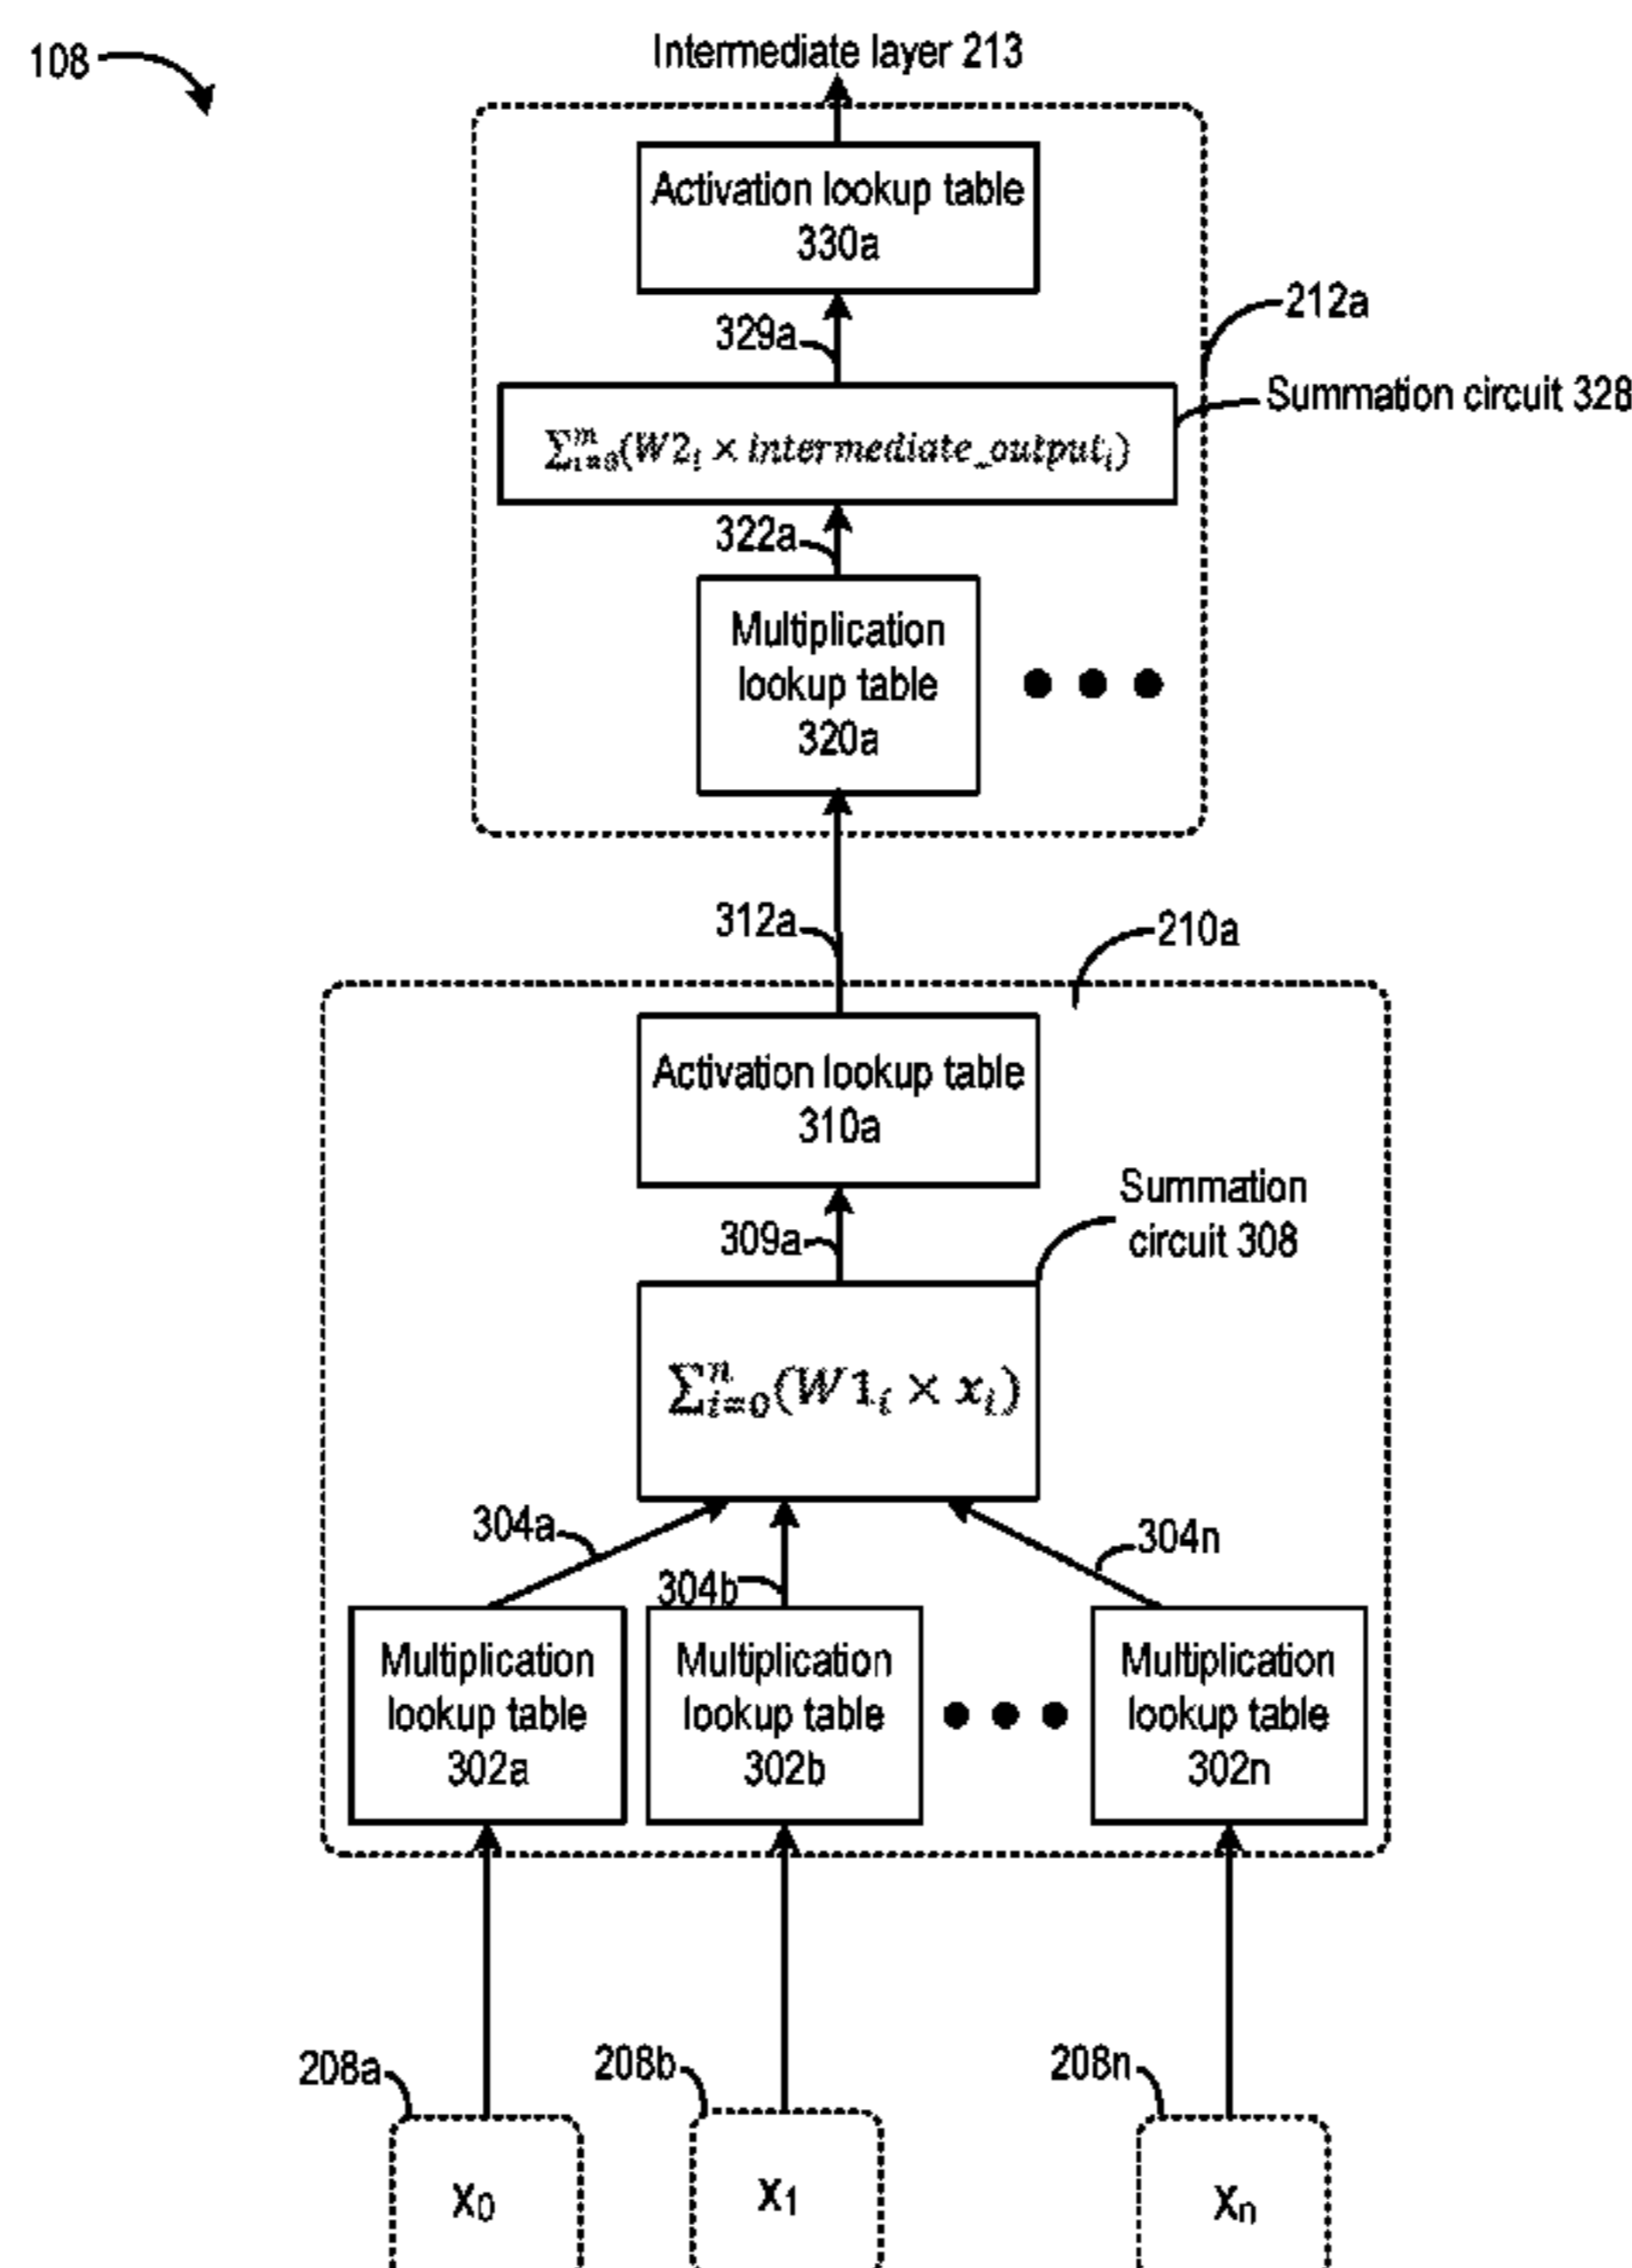 108
Intermediate layer 213
Activation lookup table
330a
212a
329a
Summation circuit 328
∑ᵐᵢ₌₀(W2ᵢ × intermediate_outputᵢ)
322a
Multiplication
lookup table
320a
312a
210a
Activation lookup table
310a
Summation
circuit 308
309a
∑ⁿᵢ₌₀(W1ᵢ × xᵢ)
304a
304n
304b
Multiplication
lookup table
302a
Multiplication
lookup table
302b
Multiplication
lookup table
302n
208a
208b
208n
X₀
X₁
Xₙ